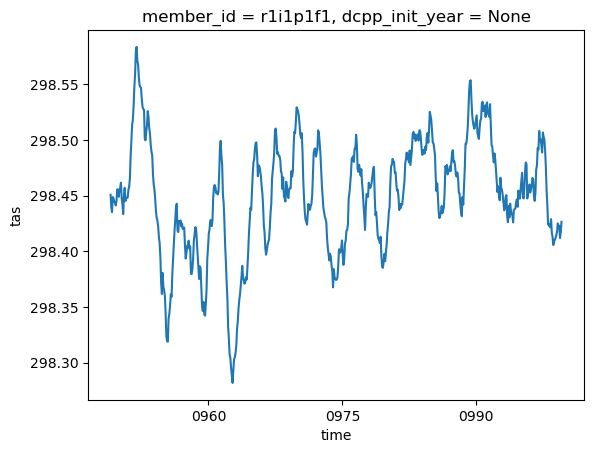 member_id = r1i1p1f1, dcpp_init_year = None
298.55
298.50
298.45
298.40
298.35
298.30
tas
0960 0975 0990
time